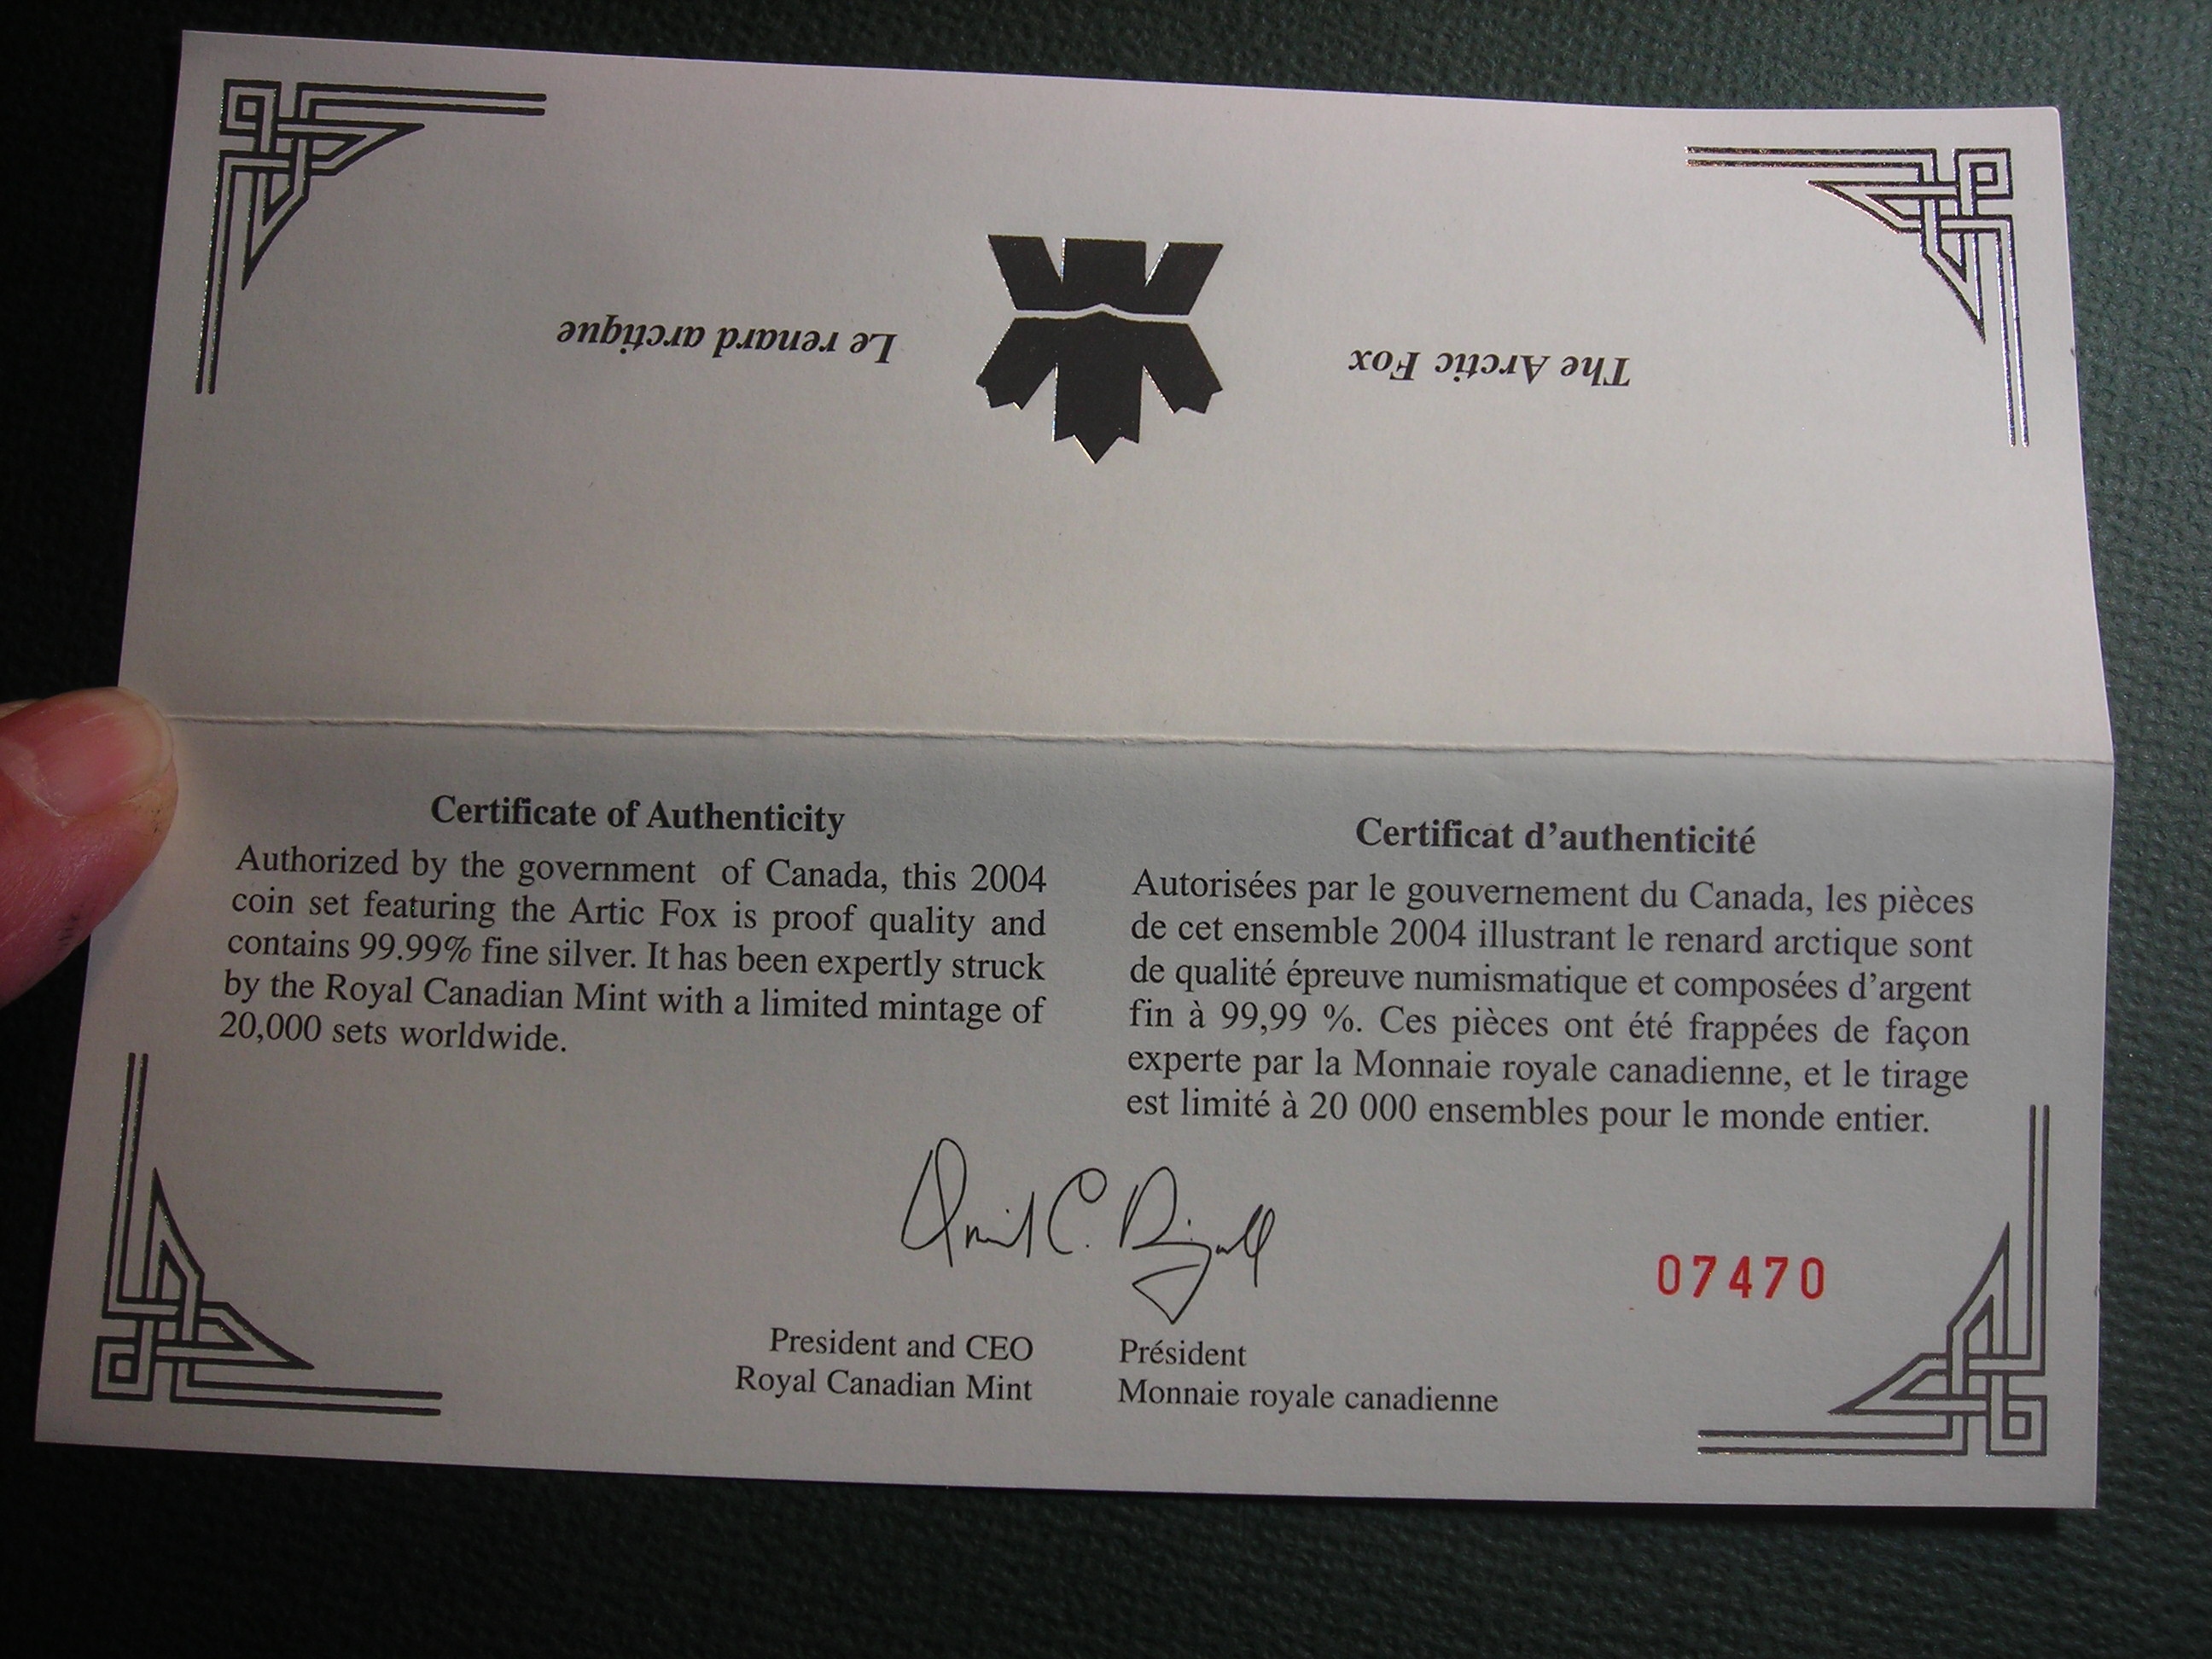 Le renard arctique
The Arctic Fox
Certificate of Authenticity
Authorized by the government of Canada, this 2004
coin set featuring the Artic Fox is proof quality and
contains 99.99% fine silver. It has been expertly struck
by the Royal Canadian Mint with a limited mintage of
20,000 sets worldwide.
Certificat d’authenticité
Autorisées par le gouvernement du Canada, les pièces
de cet ensemble 2004 illustrant le renard arctique sont
de qualité épreuve numismatique et composées d’argent
fin à 99,99 %. Ces pièces ont été frappées de façon
experte par la Monnaie royale canadienne, et le tirage
est limité à 20 000 ensembles pour le monde entier.
07470
President and CEO
Royal Canadian Mint
Président
Monnaie royale canadienne